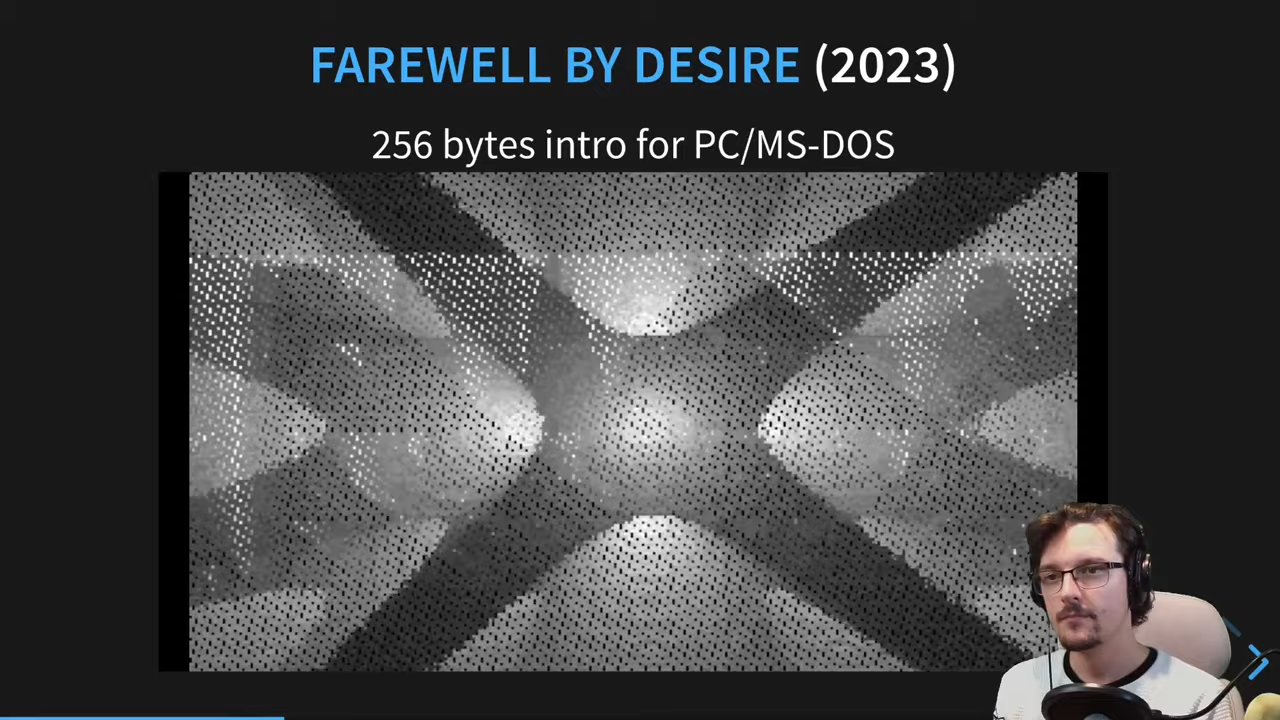 FAREWELL BY DESIRE (2023)
256 bytes intro for PC/MS-DOS